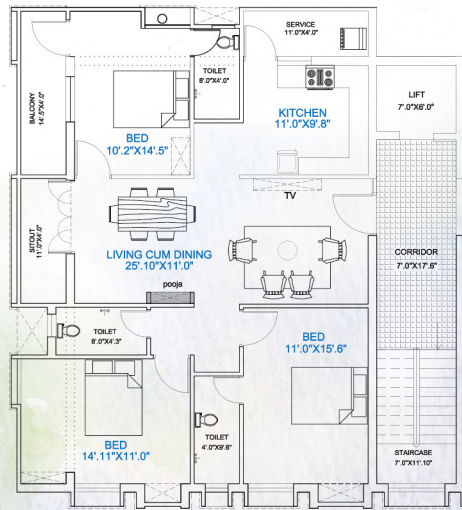 SERVICE
11'.0"X4'.0"
TOILET
8'.0"X4'.0"
BALCONY
14'.5"X4'.0"
LIFT
7'.0"X6'.0"
KITCHEN
11'.0"X9'.8"
BED
10'.2"X14'.5"
TV
SITOUT
11'.0"X4'.0"
LIVING CUM DINING
25'.10"X11'.0"
CORRIDOR
7'.0"X17'.6"
pooja
TOILET
8'.0"X4'.3"
BED
11'.0"X15'.6"
BED
14'.11"X11'.0"
TOILET
4'.0"X9'.6"
STAIRCASE
7'.0"X11'.10"